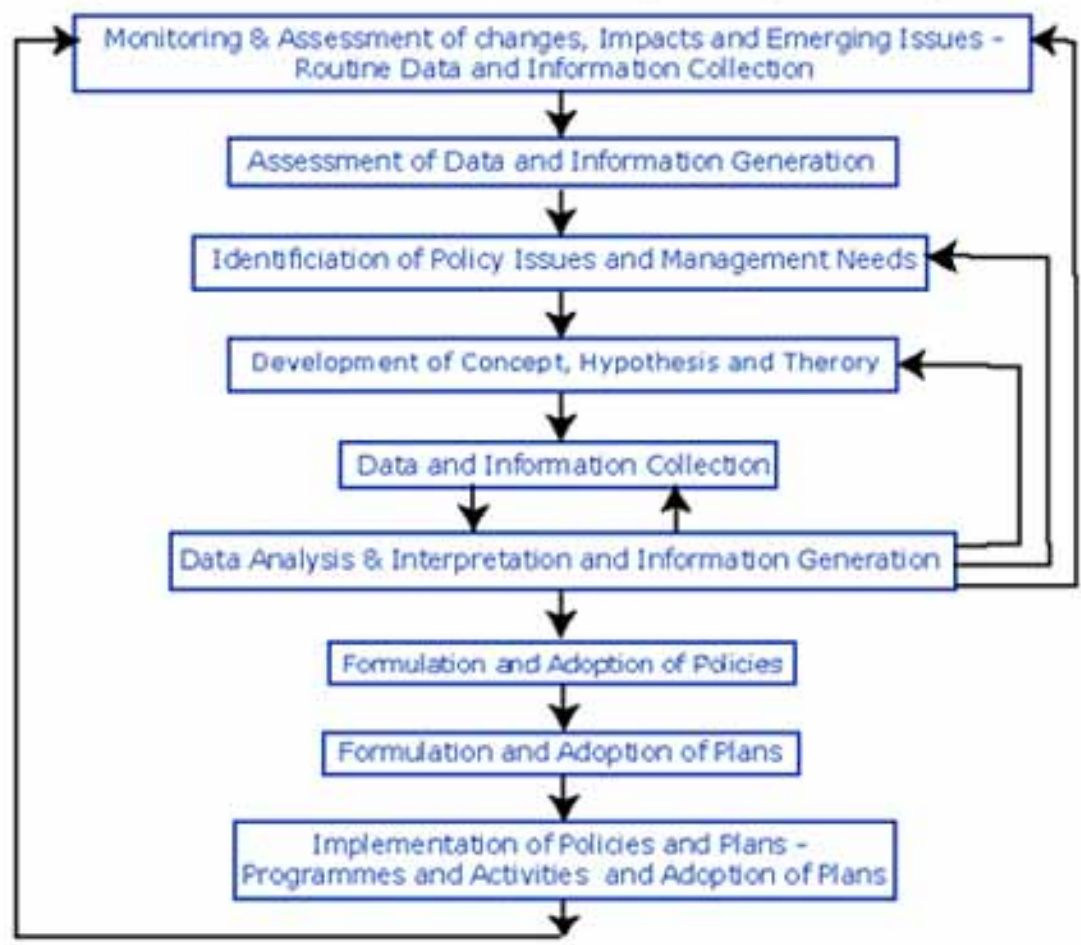 Monitoring & Assessment of changes, Impacts and Emerging Issues –
Routine Data and Information Collection
Assessment of Data and Information Generation
Identificiation of Policy Issues and Management Needs
Development of Concept, Hypothesis and Therory
Data and Information Collection
Data Analysis & Interpretation and Information Generation
Formulation and Adoption of Policies
Formulation and Adoption of Plans
Implementation of Policies and Plans –
Programmes and Activities and Adoption of Plans